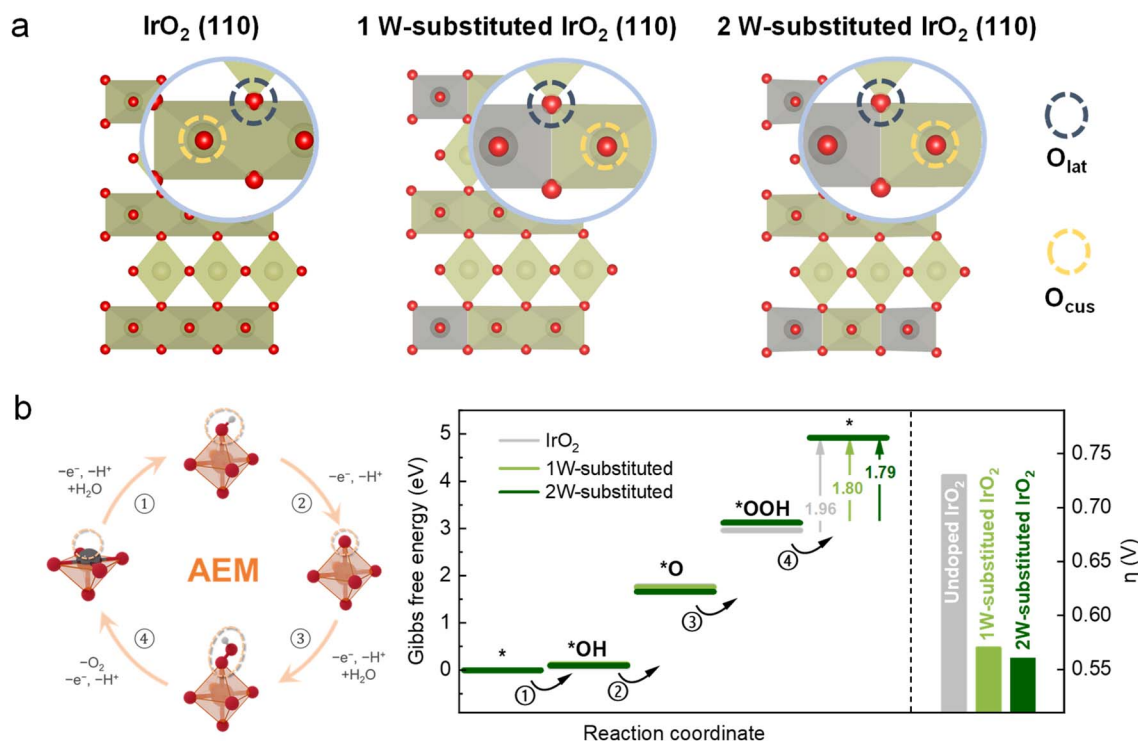 a
IrO₂ (110)
1 W-substituted IrO₂ (110)
2 W-substituted IrO₂ (110)
Olat
Ocus
b
−e⁻, −H⁺
+H₂O
①
②
−e⁻, −H⁺
AEM
④
③
−O₂
−e⁻, −H⁺
−e⁻, −H⁺
+H₂O
Gibbs free energy (eV)
5
4
3
2
1
0
IrO₂
1W-substituted
2W-substituted
*
①
*OH
②
*O
③
*OOH
④
*
1.96
1.80
1.79
Reaction coordinate
Undoped IrO₂
1W-substitued IrO₂
2W-substituted IrO₂
0.75
0.70
0.65
0.60
0.55
η (V)